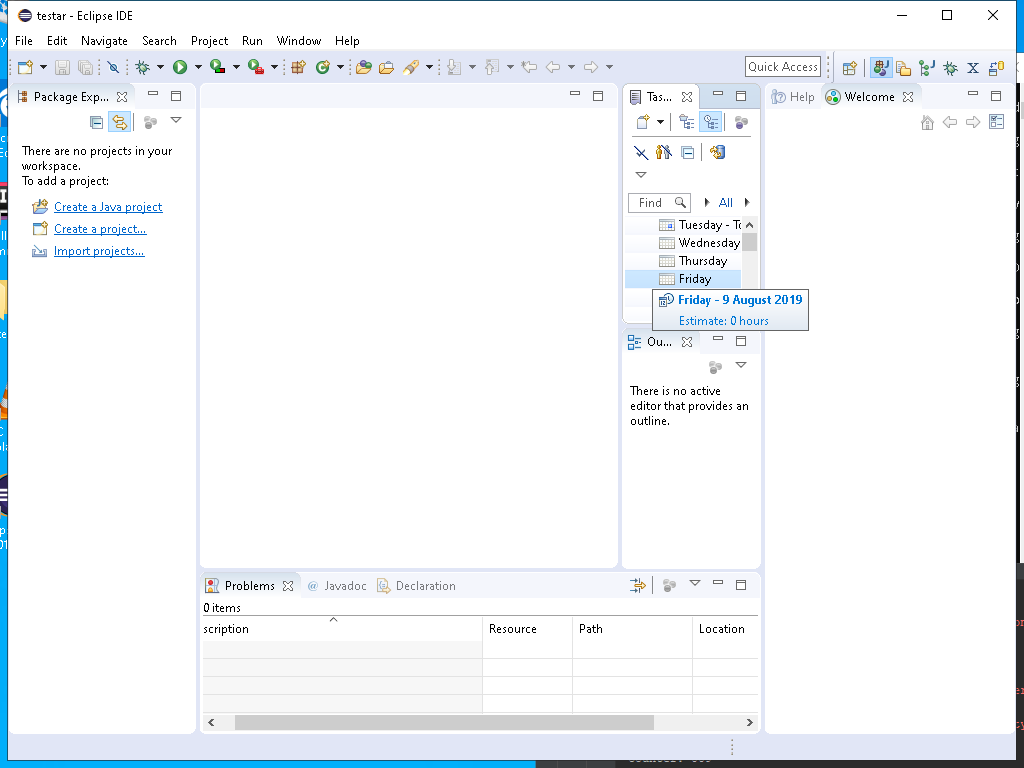 testar - Eclipse IDE
File Edit Navigate Search Project Run Window Help
Quick Access
Package Exp...
There are no projects in your
workspace.
To add a project:
Create a Java project
Create a project...
Import projects...
Tas...
Find
All
Tuesday - To
Wednesday
Thursday
Friday
Friday - 9 August 2019
Estimate: 0 hours
Ou...
There is no active
editor that provides an
outline.
Help Welcome
Problems @ Javadoc Declaration
0 items
scription Resource Path Location